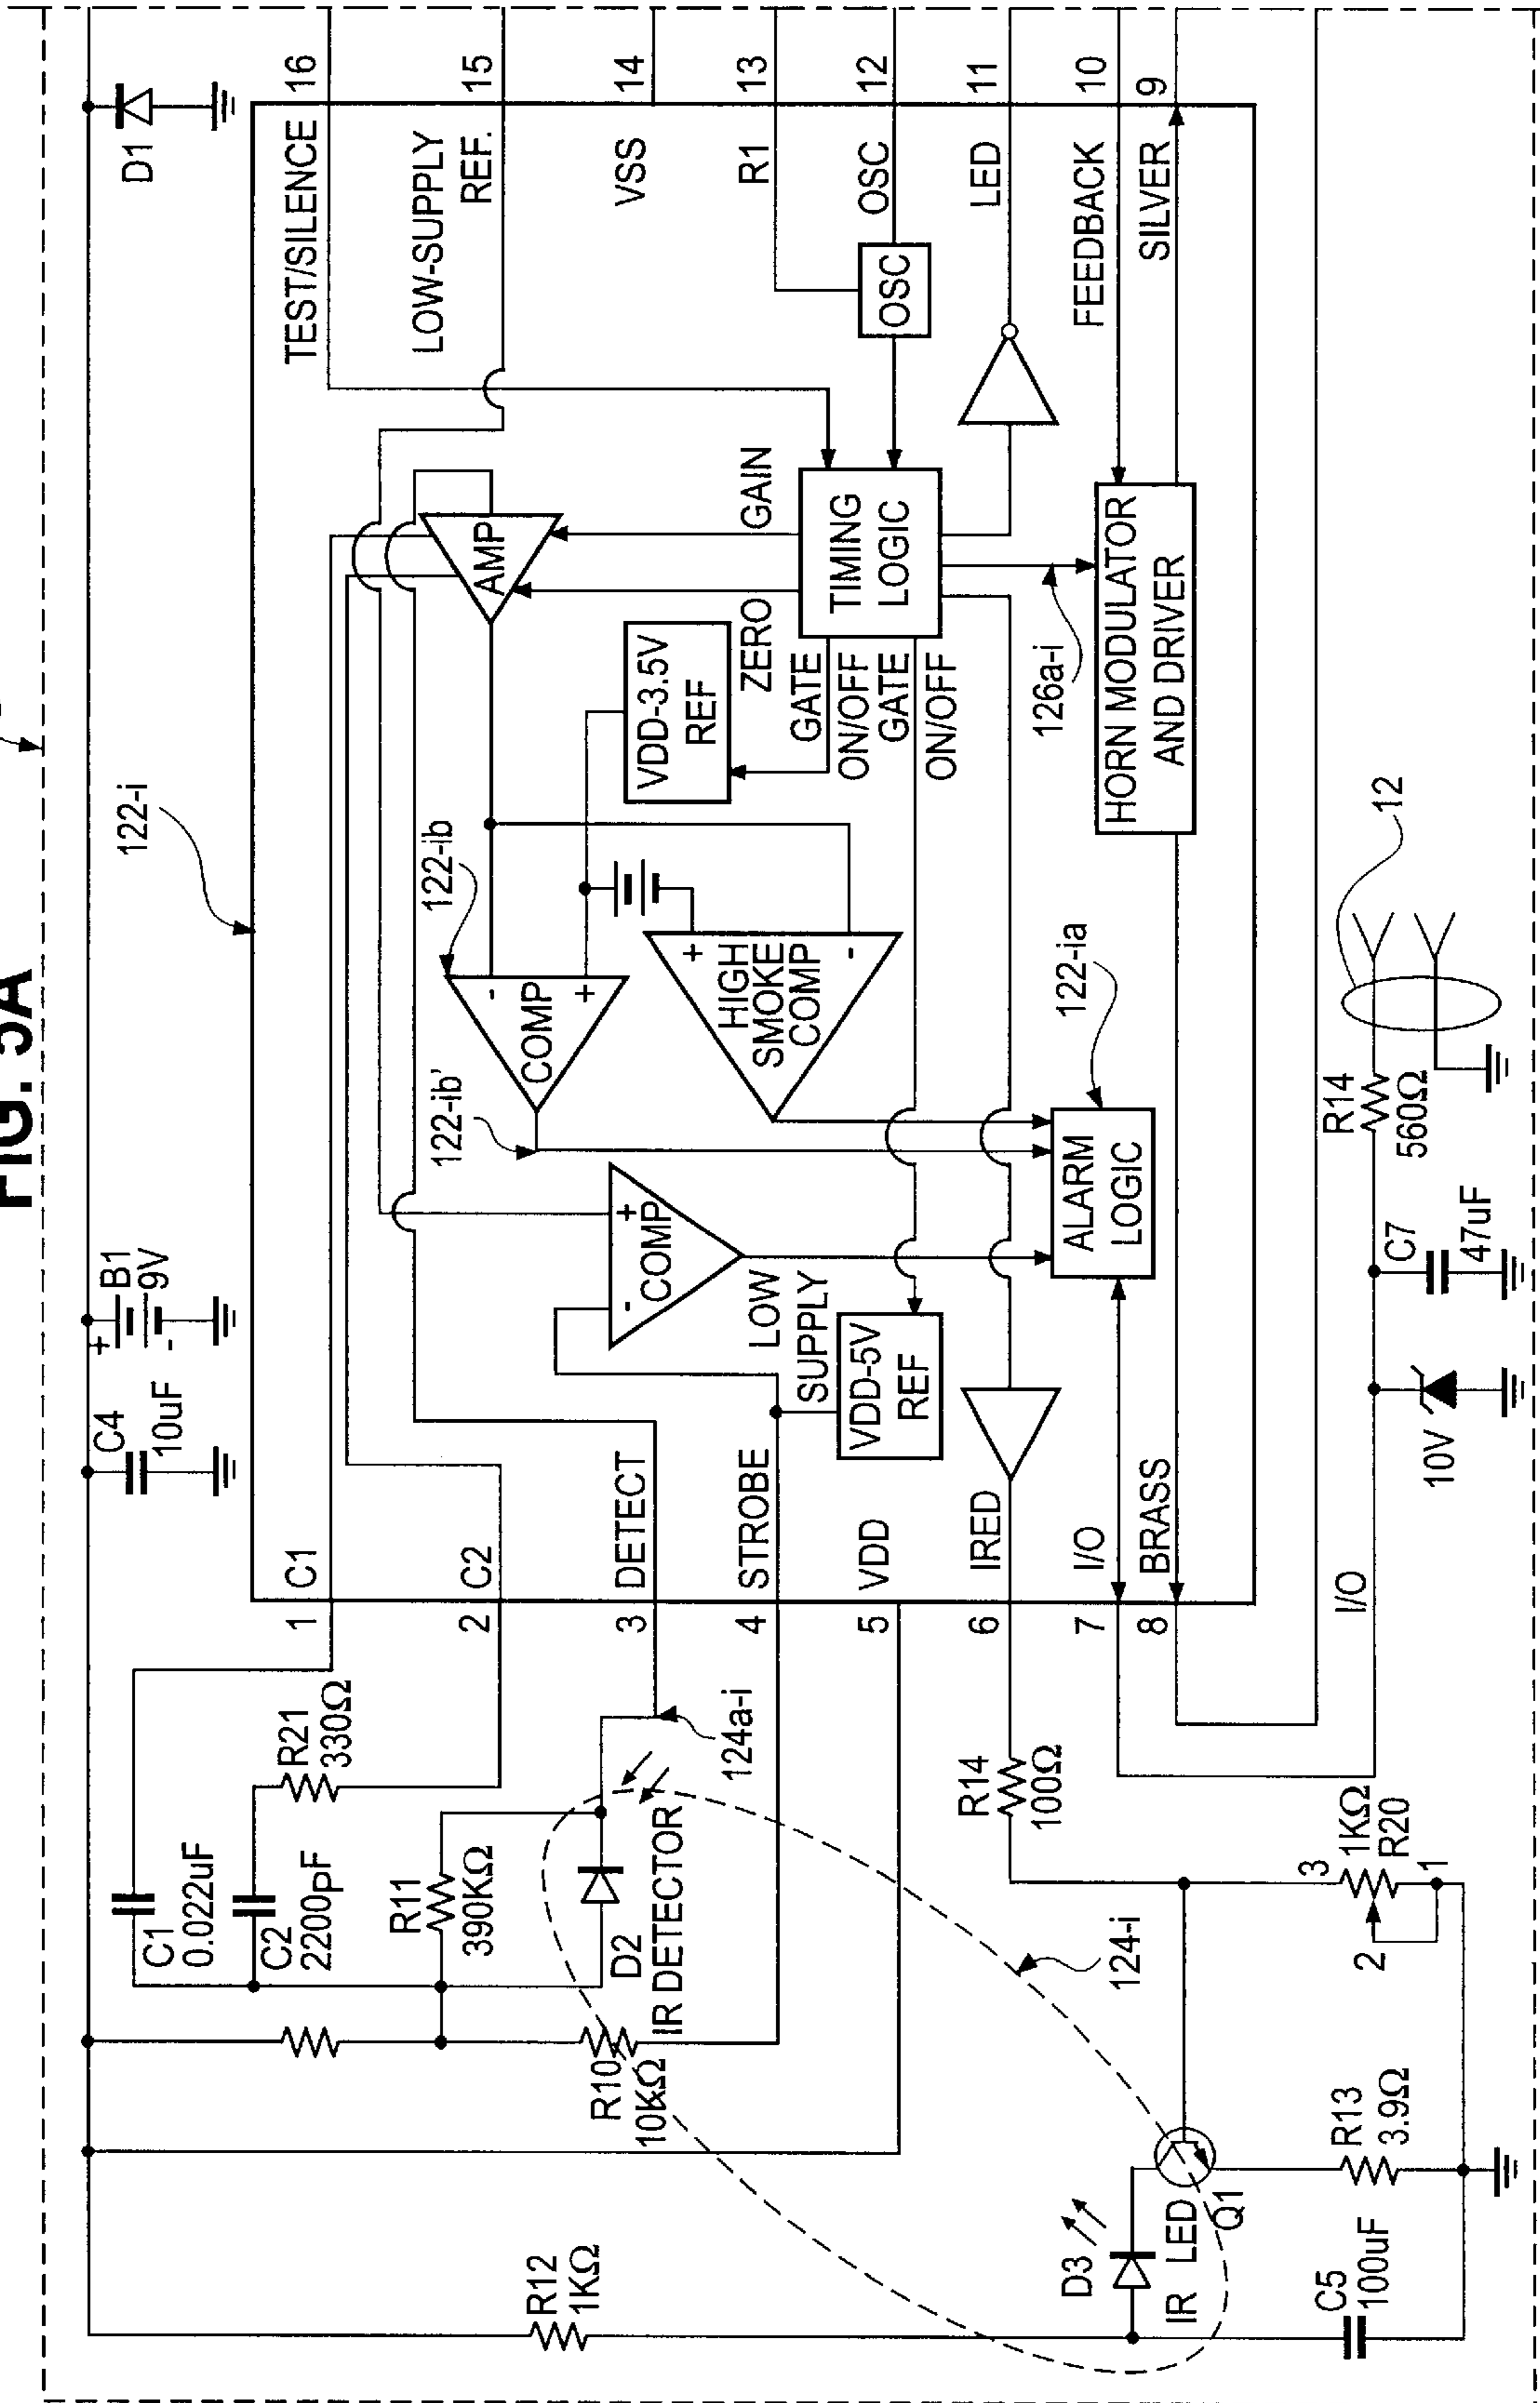 FIG. 5A
122-i
D1
C4
10uF
+
B1
9V
-
C1
0.022uF
C2
2200pF
R21
330Ω
R11
390KΩ
D2
IR DETECTOR
R10
10KΩ
R12
1KΩ
124a-i
124-i
D3
IR LED
Q1
R13
3.9Ω
C5
100uF
R14
100Ω
1KΩ
R20
3
2
1
1
2
3
4
5
6
7
8
C1
C2
DETECT
STROBE
VDD
IRED
I/O
BRASS
16
15
14
13
12
11
10
9
TEST/SILENCE
LOW-SUPPLY
REF.
VSS
R1
OSC
LED
FEEDBACK
SILVER
OSC
AMP
GAIN
ZERO
TIMING
LOGIC
GATE
ON/OFF
GATE
ON/OFF
VDD-3.5V
REF
122-ib
122-ib'
-
+
COMP
+
-
HIGH
SMOKE
COMP
+
-
COMP
LOW
SUPPLY
VDD-5V
REF
122-ia
ALARM
LOGIC
126a-i
HORN MODULATOR
AND DRIVER
12
R14
560Ω
C7
47uF
10V
I/O